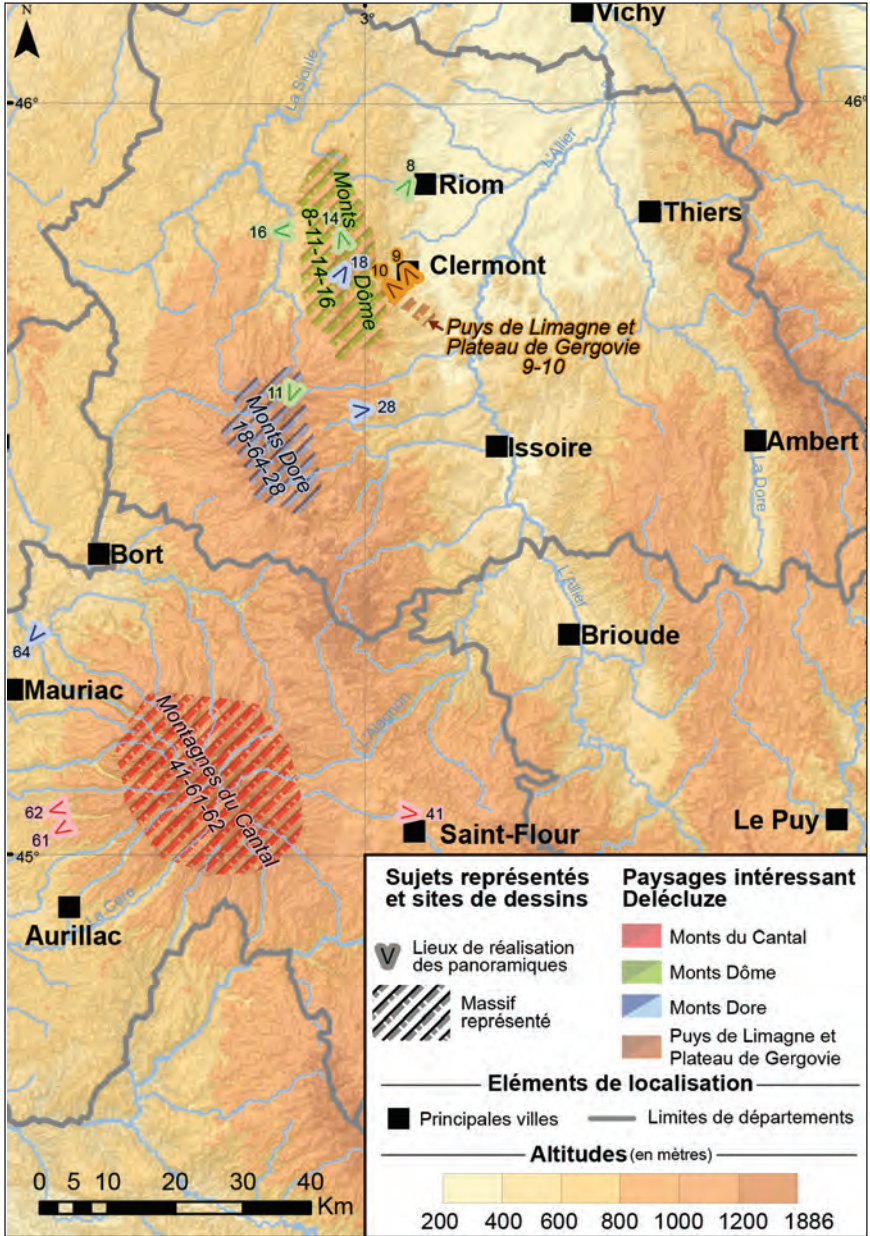 N
3°
Vichy
46°
46°
La Sioule
L'Allier
8
Riom
Thiers
Monts Dôme
8-11-14-16
14
16
18
9
10
Clermont
Puys de Limagne et
Plateau de Gergovie
9-10
11
28
Monts Dore
18-64-28
Issoire
Ambert
La Dore
Bort
L'Allier
Brioude
64
Mauriac
Montagnes du Cantal
41-61-62
L'Alagnon
62
61
41
Saint-Flour
Le Puy
45°
La Cère
Aurillac
Sujets représentés
et sites de dessins
Lieux de réalisation
des panoramiques
Massif
représenté
Paysages intéressant
Delécluze
Monts du Cantal
Monts Dôme
Monts Dore
Puys de Limagne et
Plateau de Gergovie
Eléments de localisation
Principales villes
Limites de départements
Altitudes (en mètres)
200 400 600 800 1000 1200 1886
0 5 10 20 30 40
Km